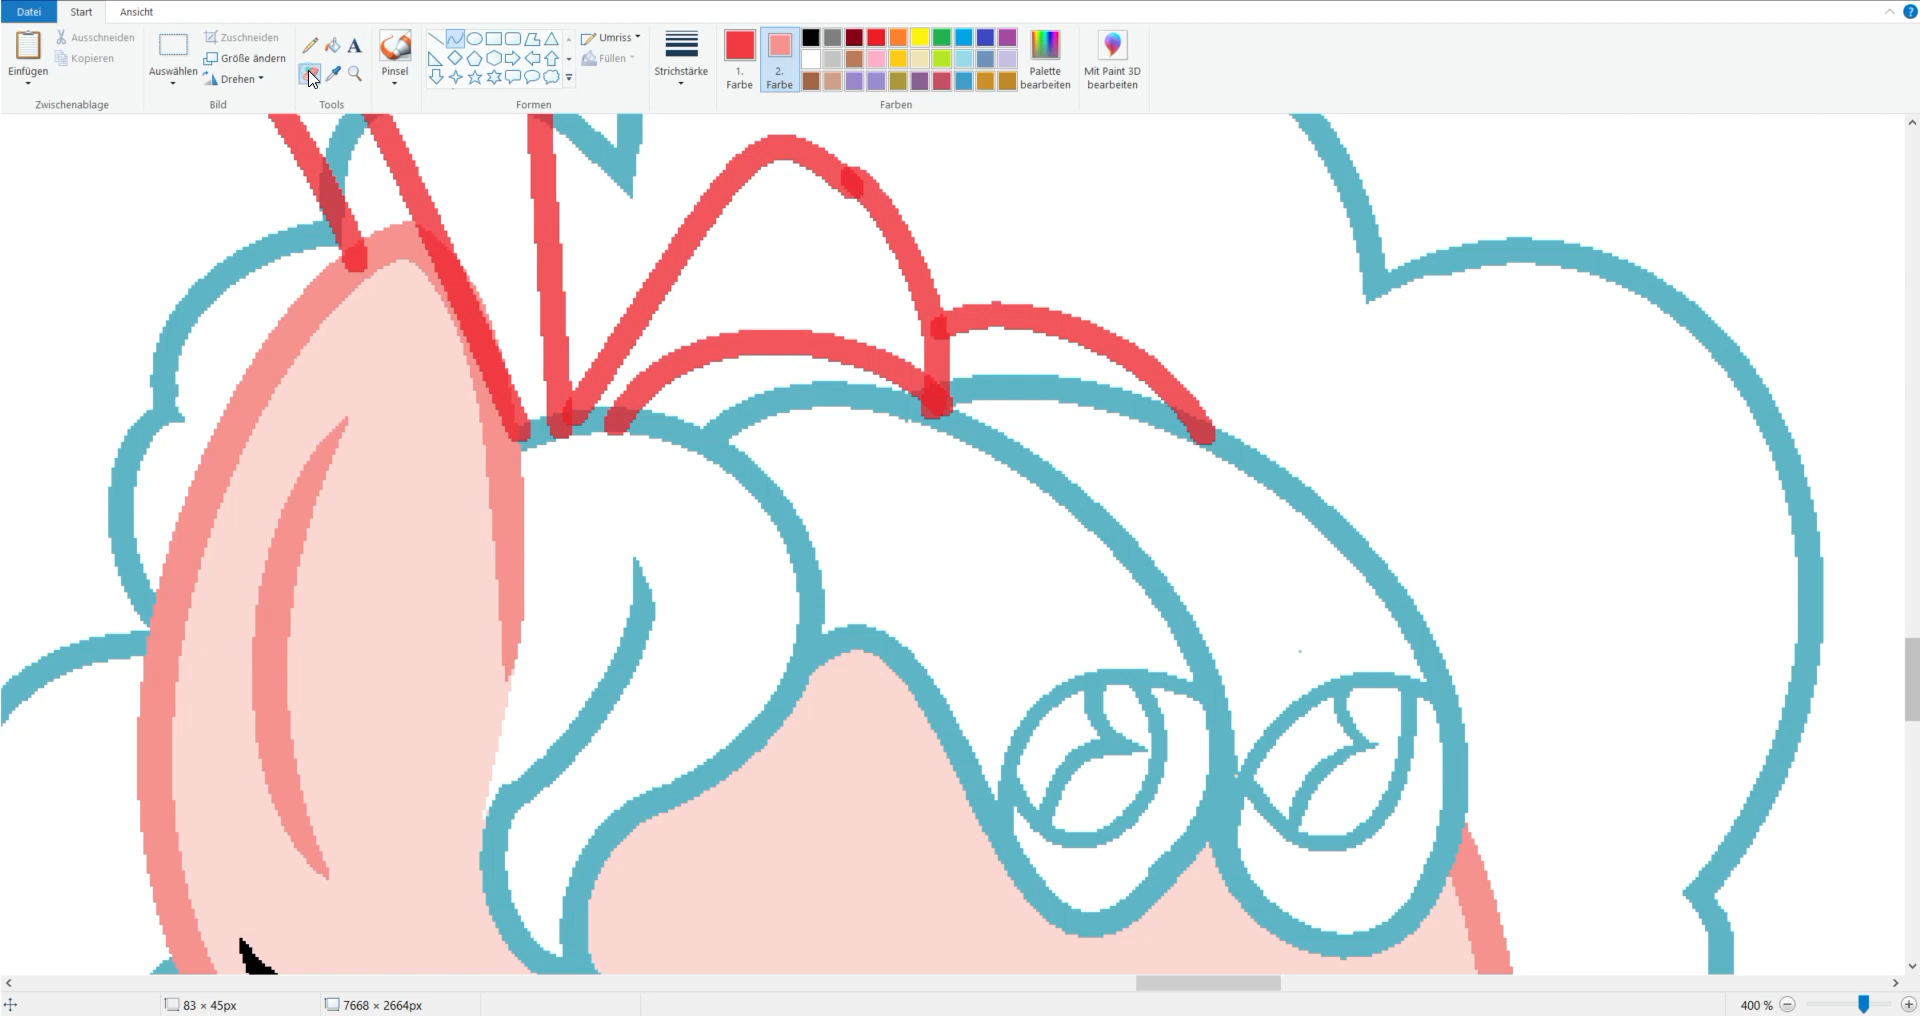 Datei Start Ansicht
Einfügen
Ausschneiden
Kopieren
Zwischenablage
Auswählen
Zuschneiden
Größe ändern
Drehen
Bild
A
Tools
Pinsel
Formen
Umriss
Füllen
Strichstärke
1.
Farbe
2.
Farbe
Farben
Palette
bearbeiten
Mit Paint 3D
bearbeiten
?
83 × 45px
7668 × 2664px
400 %